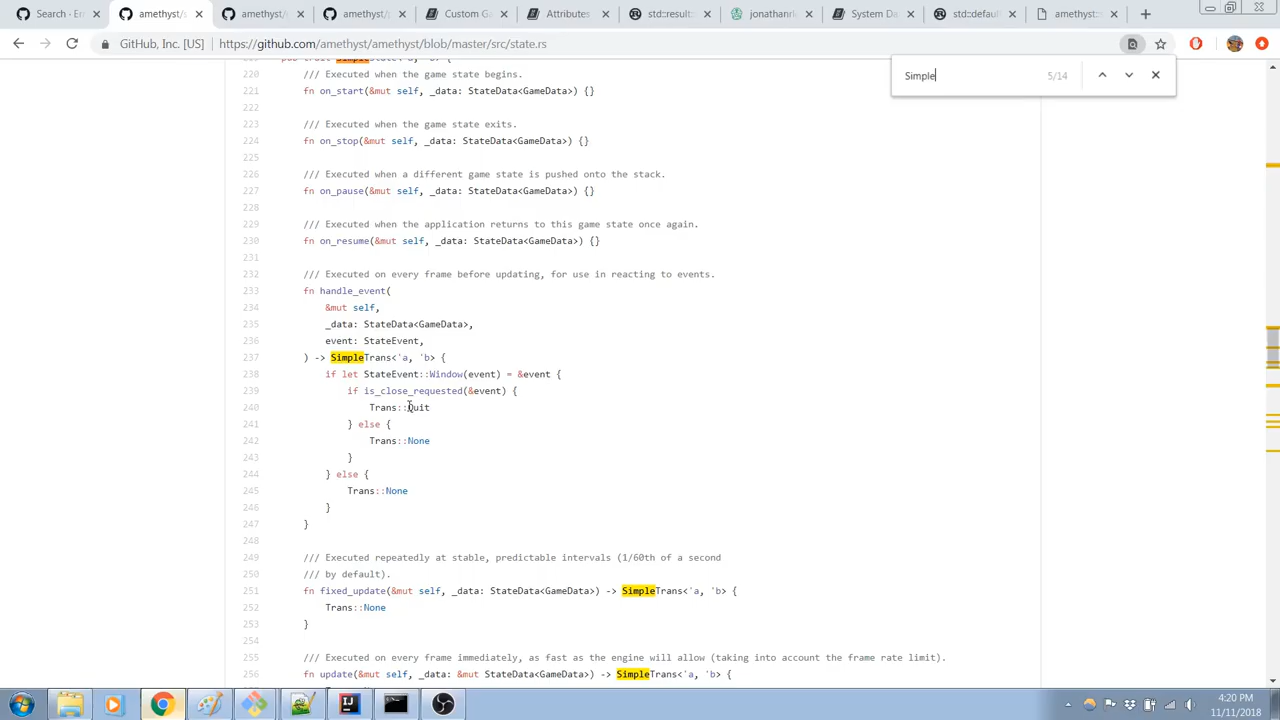 Search · En
amethyst/s
amethyst/s
amethyst/s
Custom G
Attributes
std::result:
jonathank
System Da
std::defau
amethyst::
GitHub, Inc. [US]
https://github.com/amethyst/amethyst/blob/master/src/state.rs
Simple
5/14
220 /// Executed when the game state begins.
221 fn on_start(&mut self, _data: StateData<GameData>) {}
222
223 /// Executed when the game state exits.
224 fn on_stop(&mut self, _data: StateData<GameData>) {}
225
226 /// Executed when a different game state is pushed onto the stack.
227 fn on_pause(&mut self, _data: StateData<GameData>) {}
228
229 /// Executed when the application returns to this game state once again.
230 fn on_resume(&mut self, _data: StateData<GameData>) {}
231
232 /// Executed on every frame before updating, for use in reacting to events.
233 fn handle_event(
234 &mut self,
235 _data: StateData<GameData>,
236 event: StateEvent,
237 ) -> SimpleTrans<'a, 'b> {
238 if let StateEvent::Window(event) = &event {
239 if is_close_requested(&event) {
240 Trans::Quit
241 } else {
242 Trans::None
243 }
244 } else {
245 Trans::None
246 }
247 }
248
249 /// Executed repeatedly at stable, predictable intervals (1/60th of a second
250 /// by default).
251 fn fixed_update(&mut self, _data: StateData<GameData>) -> SimpleTrans<'a, 'b> {
252 Trans::None
253 }
254
255 /// Executed on every frame immediately, as fast as the engine will allow (taking into account the frame rate limit).
256 fn update(&mut self, _data: &mut StateData<GameData>) -> SimpleTrans<'a, 'b> {
4:20 PM
11/11/2018